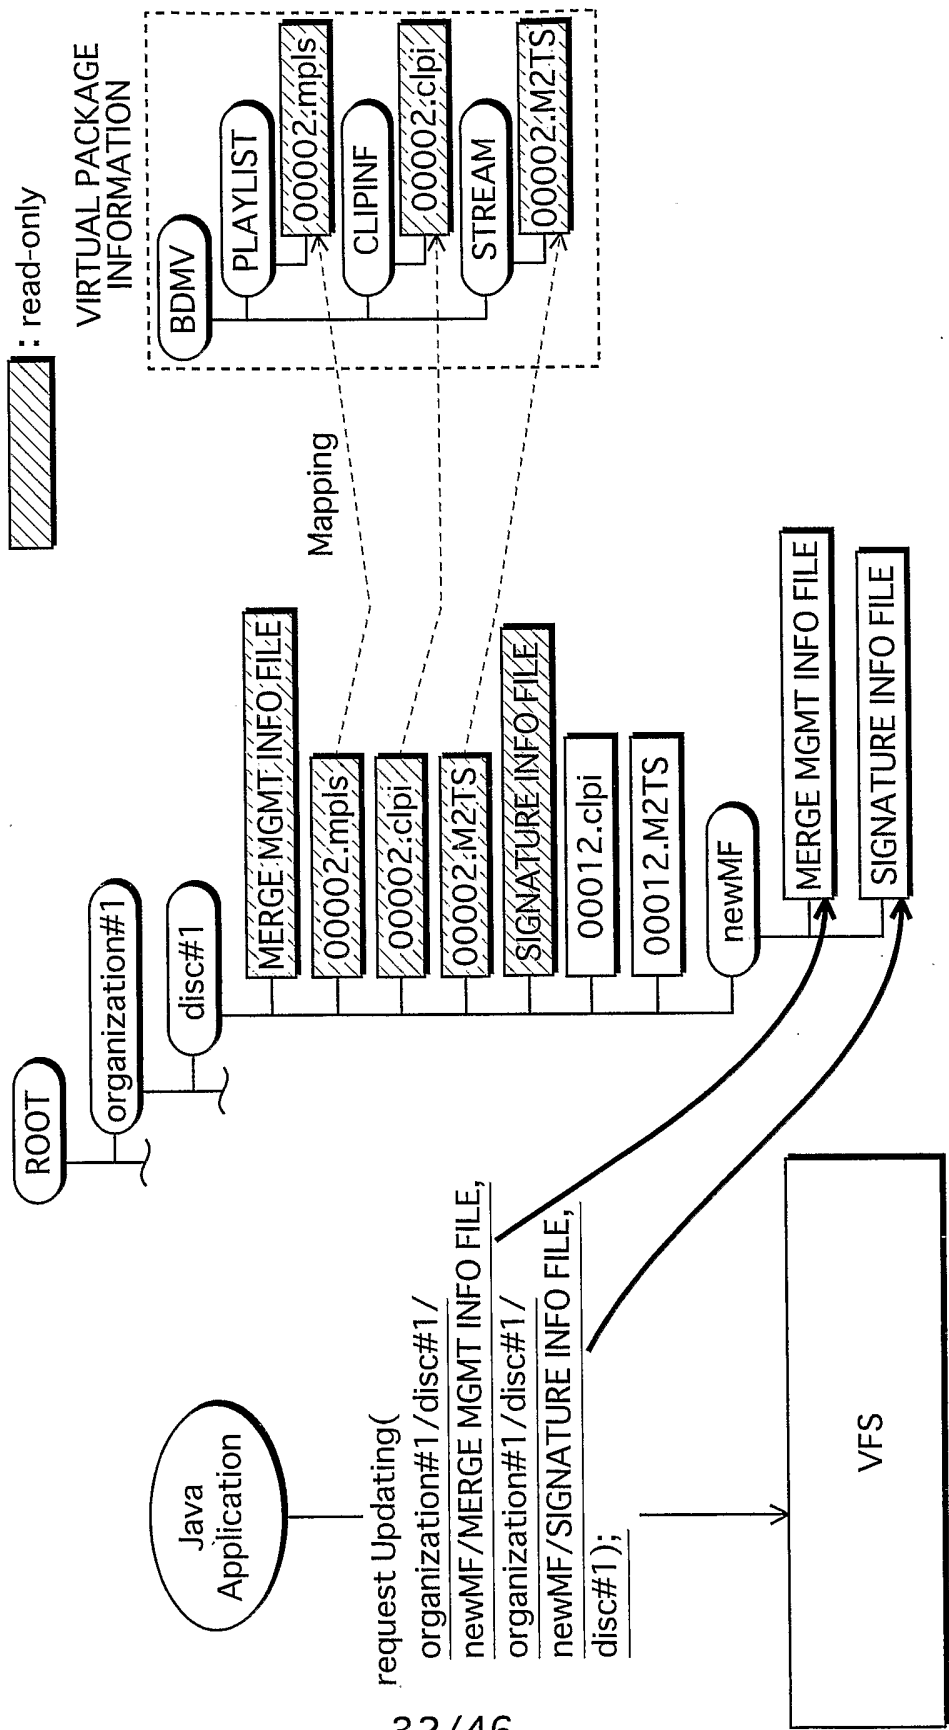 : read-only
VIRTUAL PACKAGE
INFORMATION
BDMV
PLAYLIST
00002.mpls
CLIPINF
00002.clpi
STREAM
00002.M2TS
Mapping
ROOT
organization#1
disc#1
MERGE MGMT INFO FILE
00002.mpls
00002.clpi
00002.M2TS
SIGNATURE INFO FILE
00012.clpi
00012.M2TS
newMF
MERGE MGMT INFO FILE
SIGNATURE INFO FILE
Java
Application
request Updating(
organization#1/disc#1/
newMF/MERGE MGMT INFO FILE,
organization#1/disc#1/
newMF/SIGNATURE INFO FILE,
disc#1);
VFS
32/46